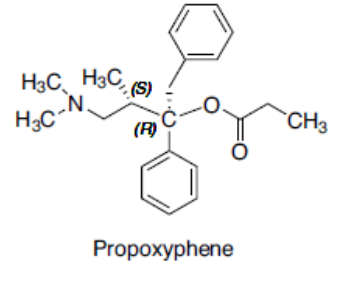 H₃C
H₃C
(S)
N
O
H₃C
C
CH₃
(R)
O
Propoxyphene